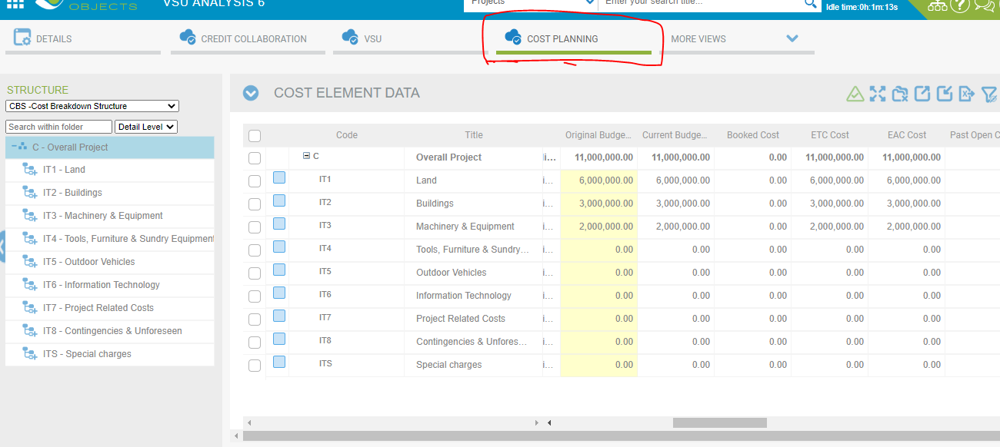 OBJECTS
VSU ANALYSIS 6
Projects
Enter your search title...
Idle time:0h:1m:13s
DETAILS
CREDIT COLLABORATION
VSU
COST PLANNING
MORE VIEWS
STRUCTURE
CBS -Cost Breakdown Structure
Search within folder
Detail Level
C - Overall Project
IT1 - Land
IT2 - Buildings
IT3 - Machinery & Equipment
IT4 - Tools, Furniture & Sundry Equipment
IT5 - Outdoor Vehicles
IT6 - Information Technology
IT7 - Project Related Costs
IT8 - Contingencies & Unforeseen
ITS - Special charges
COST ELEMENT DATA
Code Title Original Budge... Current Budge... Booked Cost ETC Cost EAC Cost Past Open C
C Overall Project i... 11,000,000.00 11,000,000.00 0.00 11,000,000.00 11,000,000.00
IT1 Land i... 6,000,000.00 6,000,000.00 0.00 6,000,000.00 6,000,000.00
IT2 Buildings i... 3,000,000.00 3,000,000.00 0.00 3,000,000.00 3,000,000.00
IT3 Machinery & Equipment i... 2,000,000.00 2,000,000.00 0.00 2,000,000.00 2,000,000.00
IT4 Tools, Furniture & Sundry... i... 0.00 0.00 0.00 0.00 0.00
IT5 Outdoor Vehicles i... 0.00 0.00 0.00 0.00 0.00
IT6 Information Technology i... 0.00 0.00 0.00 0.00 0.00
IT7 Project Related Costs i... 0.00 0.00 0.00 0.00 0.00
IT8 Contingencies & Unfores... i... 0.00 0.00 0.00 0.00 0.00
ITS Special charges i... 0.00 0.00 0.00 0.00 0.00